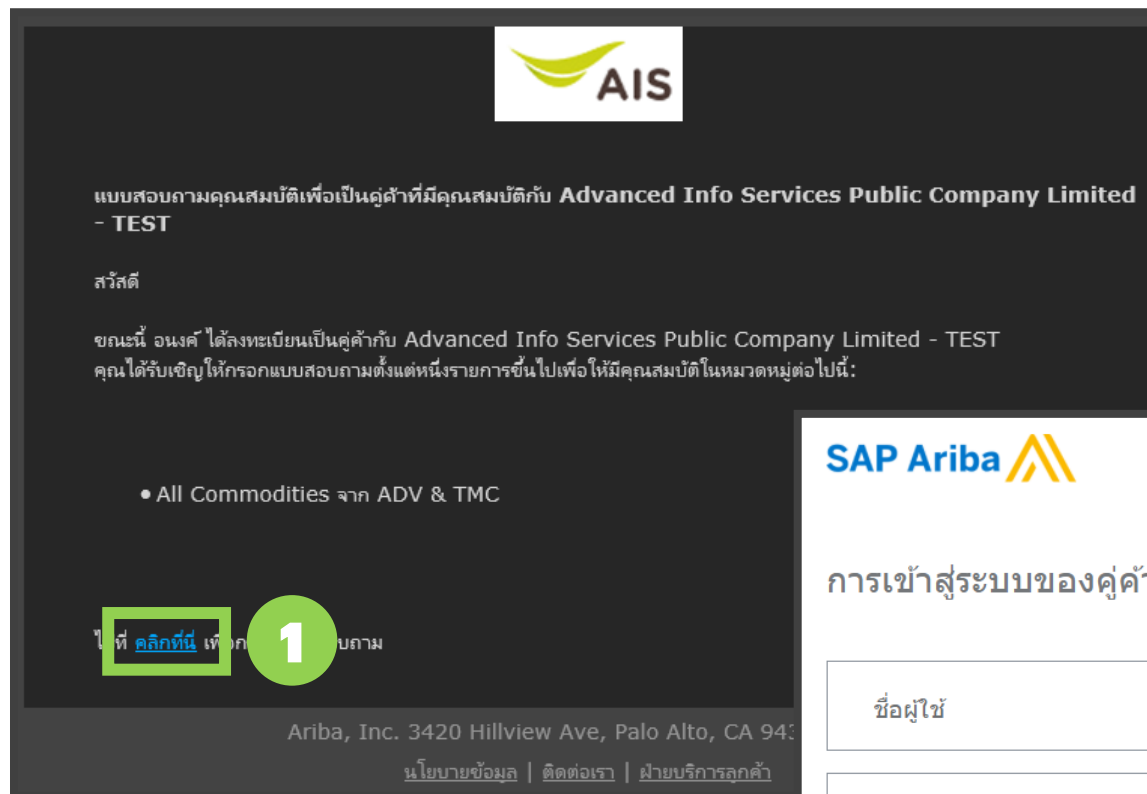 AIS
แบบสอบถามคุณสมบัติเพื่อเป็นคู่ค้าที่มีคุณสมบัติกับ Advanced Info Services Public Company Limited
- TEST
สวัสดี
ขณะนี้ อนงค์ ได้ลงทะเบียนเป็นคู่ค้ากับ Advanced Info Services Public Company Limited - TEST
คุณได้รับเชิญให้กรอกแบบสอบถามตั้งแต่หนึ่งรายการขึ้นไปเพื่อให้มีคุณสมบัติในหมวดหมู่ต่อไปนี้:
• All Commodities จาก ADV & TMC
ที่ คลิกที่นี่ 1 บถาม
Ariba, Inc. 3420 Hillview Ave, Palo Alto, CA
นโยบายข้อมูล | ติดต่อเรา | ฝ่ายบริการลูกค้า
SAP Ariba
การเข้าสู่ระบบของคู่ค้า
ชื่อผู้ใช้